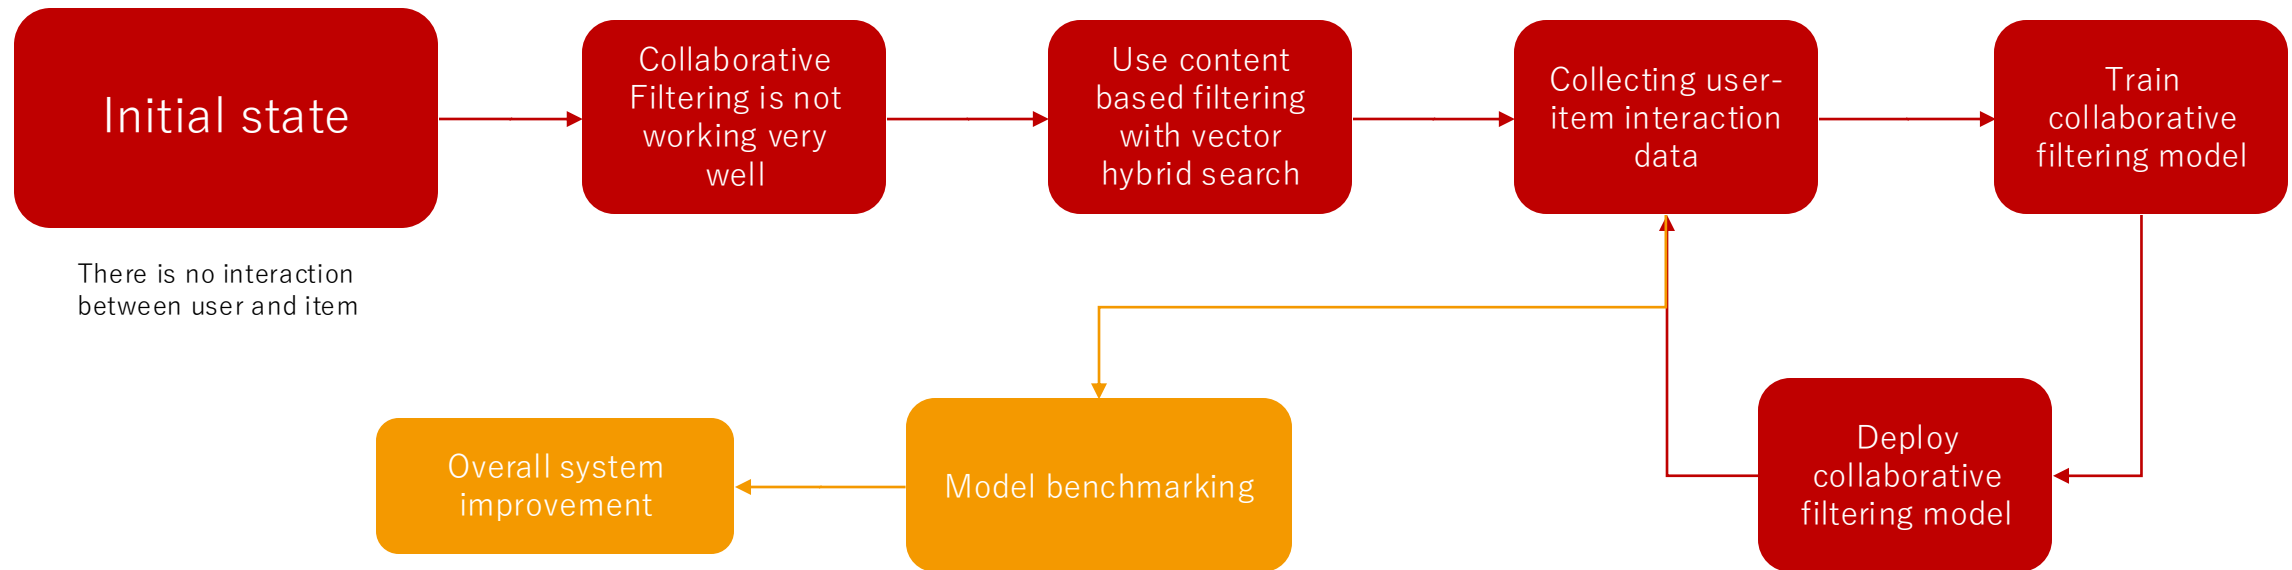 Initial state
There is no interaction
between user and item
Collaborative
Filtering is not
working very
well
Use content
based filtering
with vector
hybrid search
Collecting user-
item interaction
data
Train
collaborative
filtering model
Deploy
collaborative
filtering model
Model benchmarking
Overall system
improvement